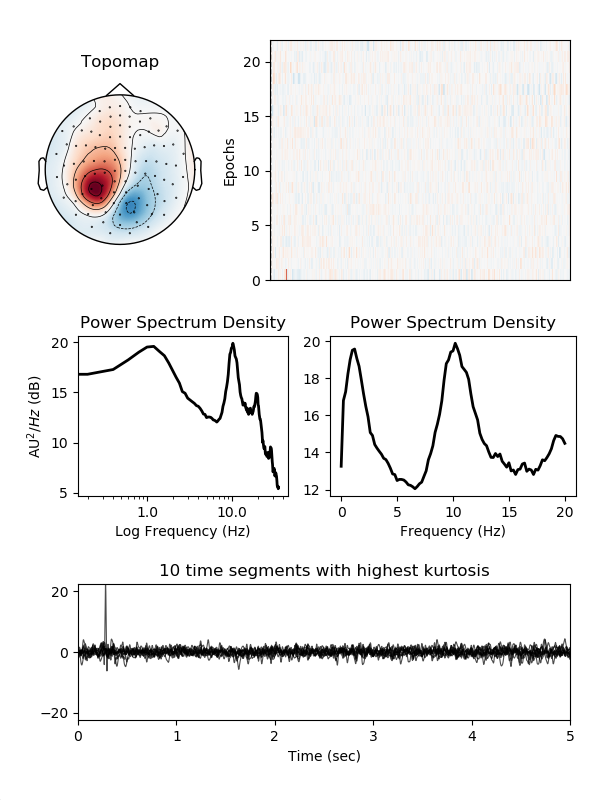 Topomap
Epochs
20
15
10
5
0
Power Spectrum Density
AU²/Hz (dB)
20
15
10
5
1.0 10.0
Log Frequency (Hz)
Power Spectrum Density
20
18
16
14
12
0 5 10 15 20
Frequency (Hz)
10 time segments with highest kurtosis
20
0
−20
0 1 2 3 4 5
Time (sec)